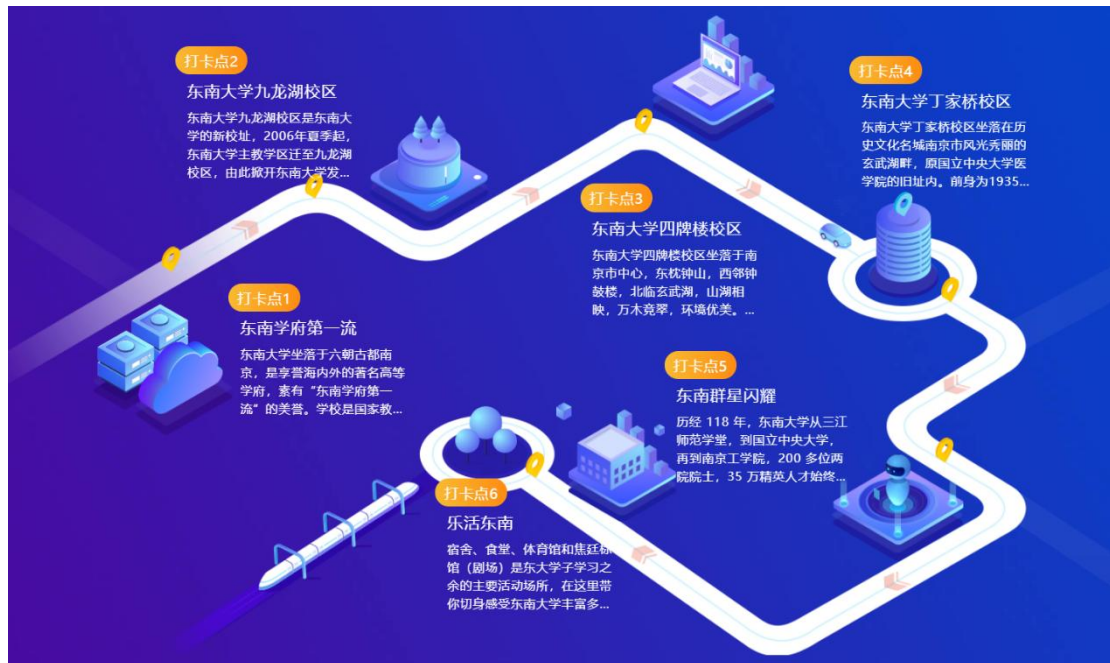 打卡点1
东南学府第一流
东南大学坐落于六朝古都南
京，是享誉海内外的著名高等
学府，素有“东南学府第一
流”的美誉。学校是国家教...
打卡点2
东南大学九龙湖校区
东南大学九龙湖校区是东南大
学的新校址，2006年夏季起，
东南大学主教学区迁至九龙湖
校区，由此掀开东南大学发...
打卡点3
东南大学四牌楼校区
东南大学四牌楼校区坐落于南
京市中心，东枕钟山，西邻钟
鼓楼，北临玄武湖，山湖相
映，万木竞翠，环境优美。...
打卡点4
东南大学丁家桥校区
东南大学丁家桥校区坐落在历
史文化名城南京市风光秀丽的
玄武湖畔，原国立中央大学医
学院的旧址内。前身为1935...
打卡点5
东南群星闪耀
历经 118 年，东南大学从三江
师范学堂，到国立中央大学，
再到南京工学院，200 多位两
院院士，35 万精英人才始终...
打卡点6
乐活东南
宿舍、食堂、体育馆和焦廷标
馆（剧场）是东大学子学习之
余的主要活动场所，在这里带
你切身感受东南大学丰富多...